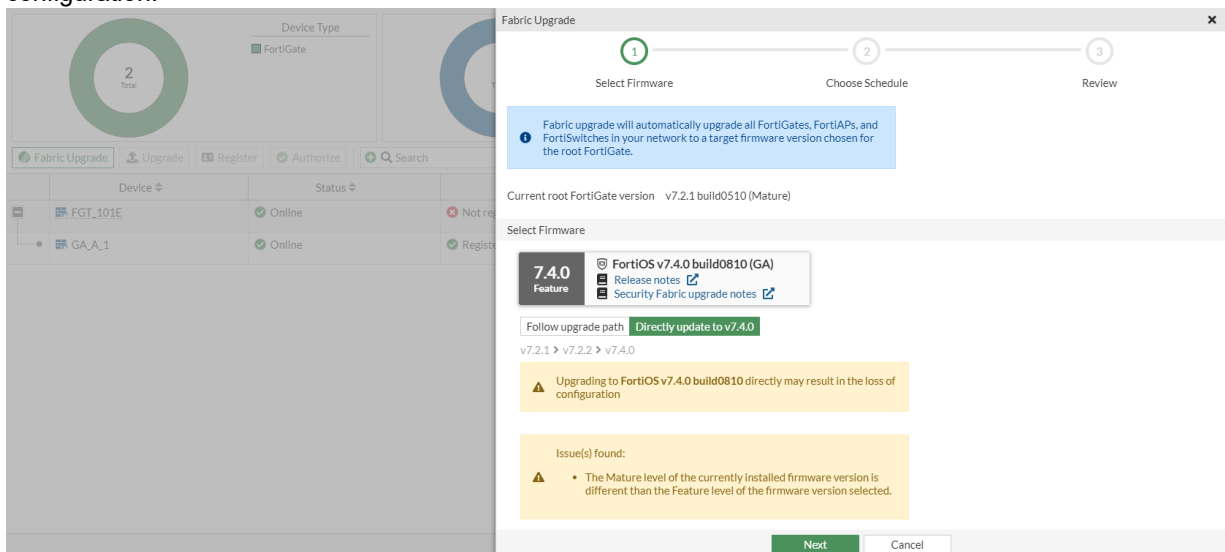 configuration.
Device Type
FortiGate
2
Total
Fabric Upgrade Upgrade Register Authorize Search
Device Status
FGT_101E Online Not reg
GA_A_1 Online Registe
Fabric Upgrade
1 2 3
Select Firmware Choose Schedule Review
Fabric upgrade will automatically upgrade all FortiGates, FortiAPs, and
FortiSwitches in your network to a target firmware version chosen for
the root FortiGate.
Current root FortiGate version v7.2.1 build0510 (Mature)
Select Firmware
7.4.0
Feature
FortiOS v7.4.0 build0810 (GA)
Release notes
Security Fabric upgrade notes
Follow upgrade path Directly update to v7.4.0
v7.2.1 > v7.2.2 > v7.4.0
Upgrading to FortiOS v7.4.0 build0810 directly may result in the loss of
configuration
Issue(s) found:
• The Mature level of the currently installed firmware version is
different than the Feature level of the firmware version selected.
Next Cancel